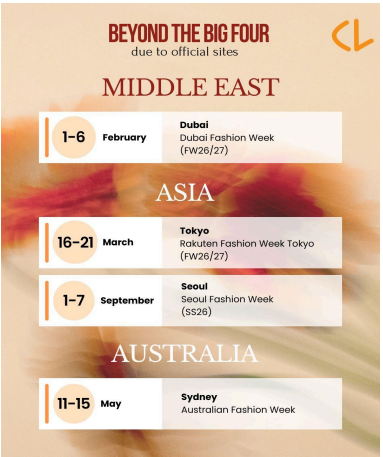 BEYOND THE BIG FOUR
due to official sites
CL
MIDDLE EAST
1-6 February
Dubai
Dubai Fashion Week
(FW26/27)
ASIA
16-21 March
Tokyo
Rakuten Fashion Week Tokyo
(FW26/27)
1-7 September
Seoul
Seoul Fashion Week
(SS26)
AUSTRALIA
11-15 May
Sydney
Australian Fashion Week